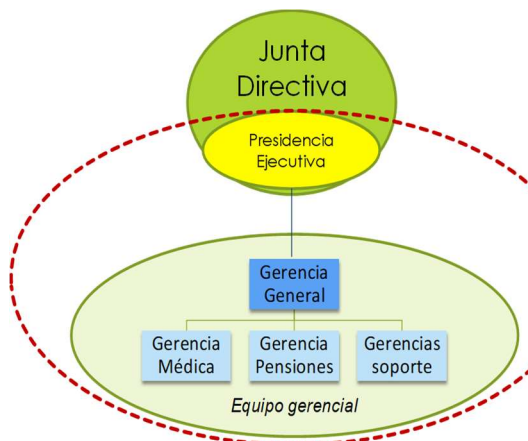 Junta
Directiva
Presidencia
Ejecutiva
Gerencia
General
Gerencia
Médica
Gerencia
Pensiones
Gerencias
soporte
Equipo gerencial